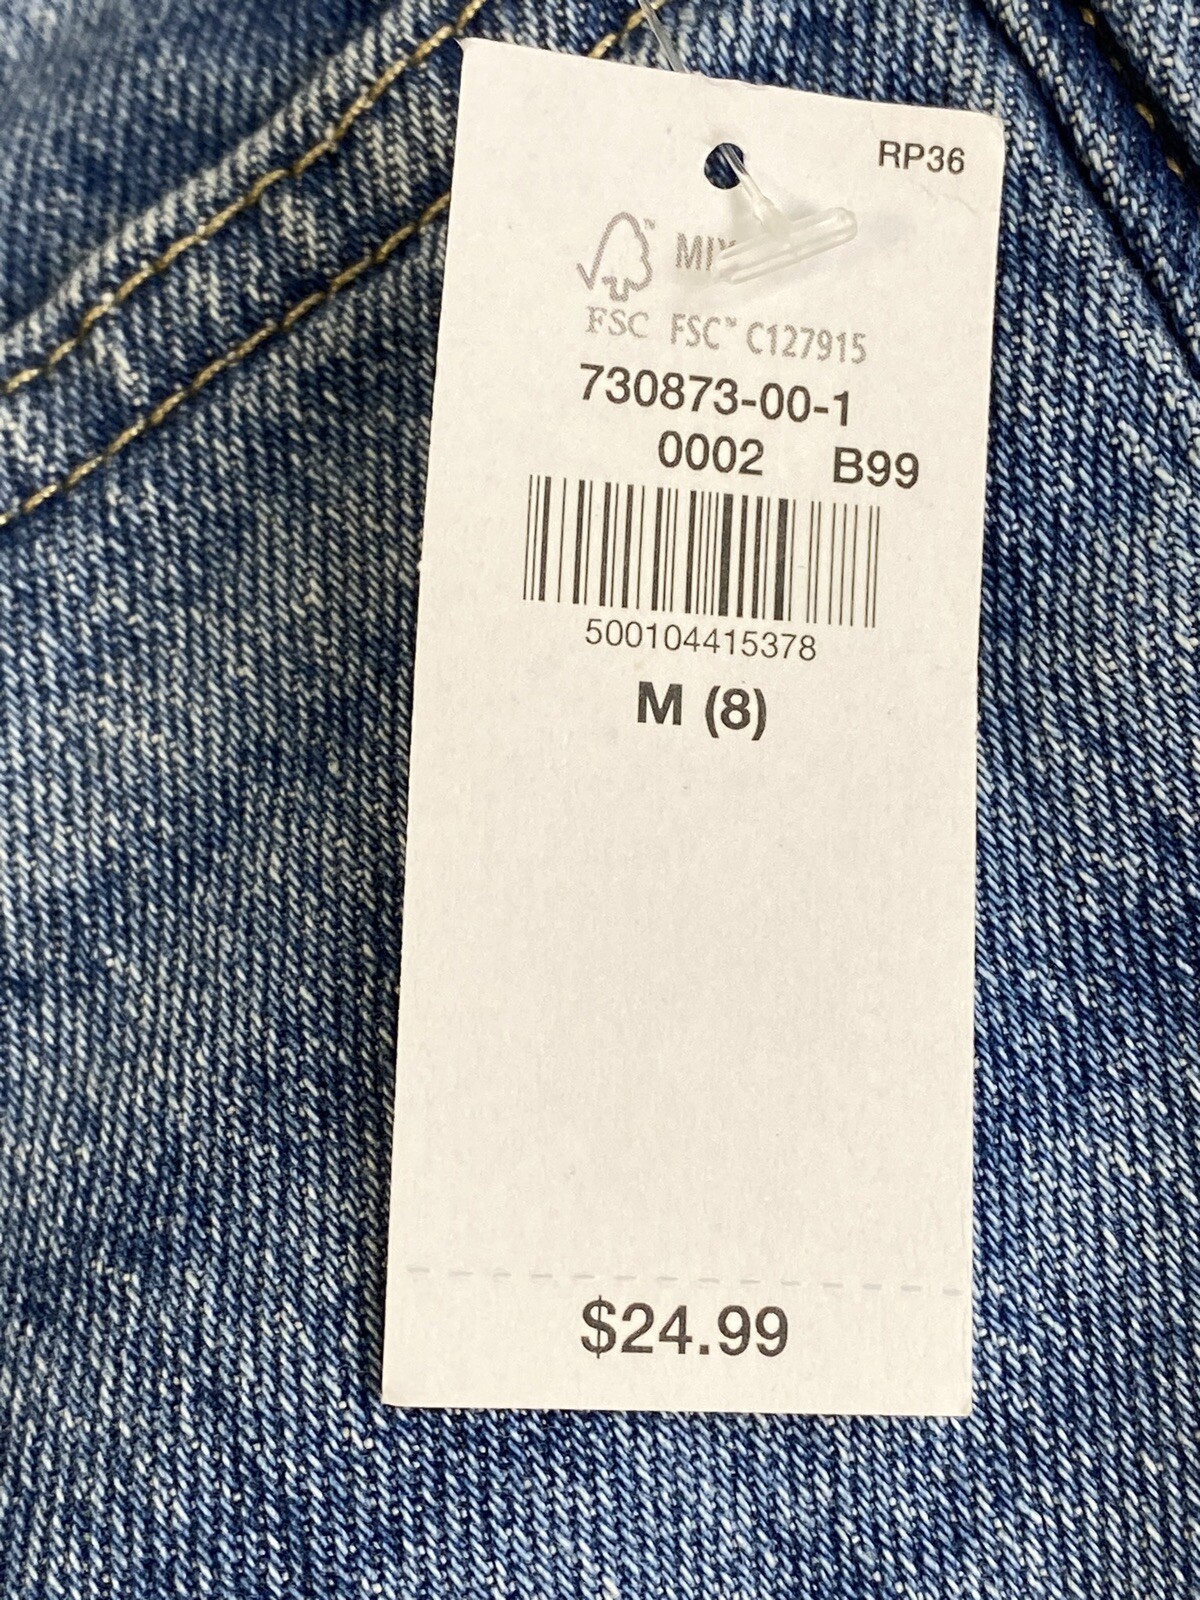 RP36
FSC™ C127915
FSC
730873-00-1
0002 B99
500104415378
M (8)
$24.99